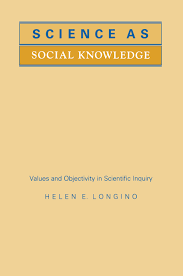 SCIENCE AS
SOCIAL KNOWLEDGE
Values and Objectivity in Scientific Inquiry
HELEN E. LONGINO